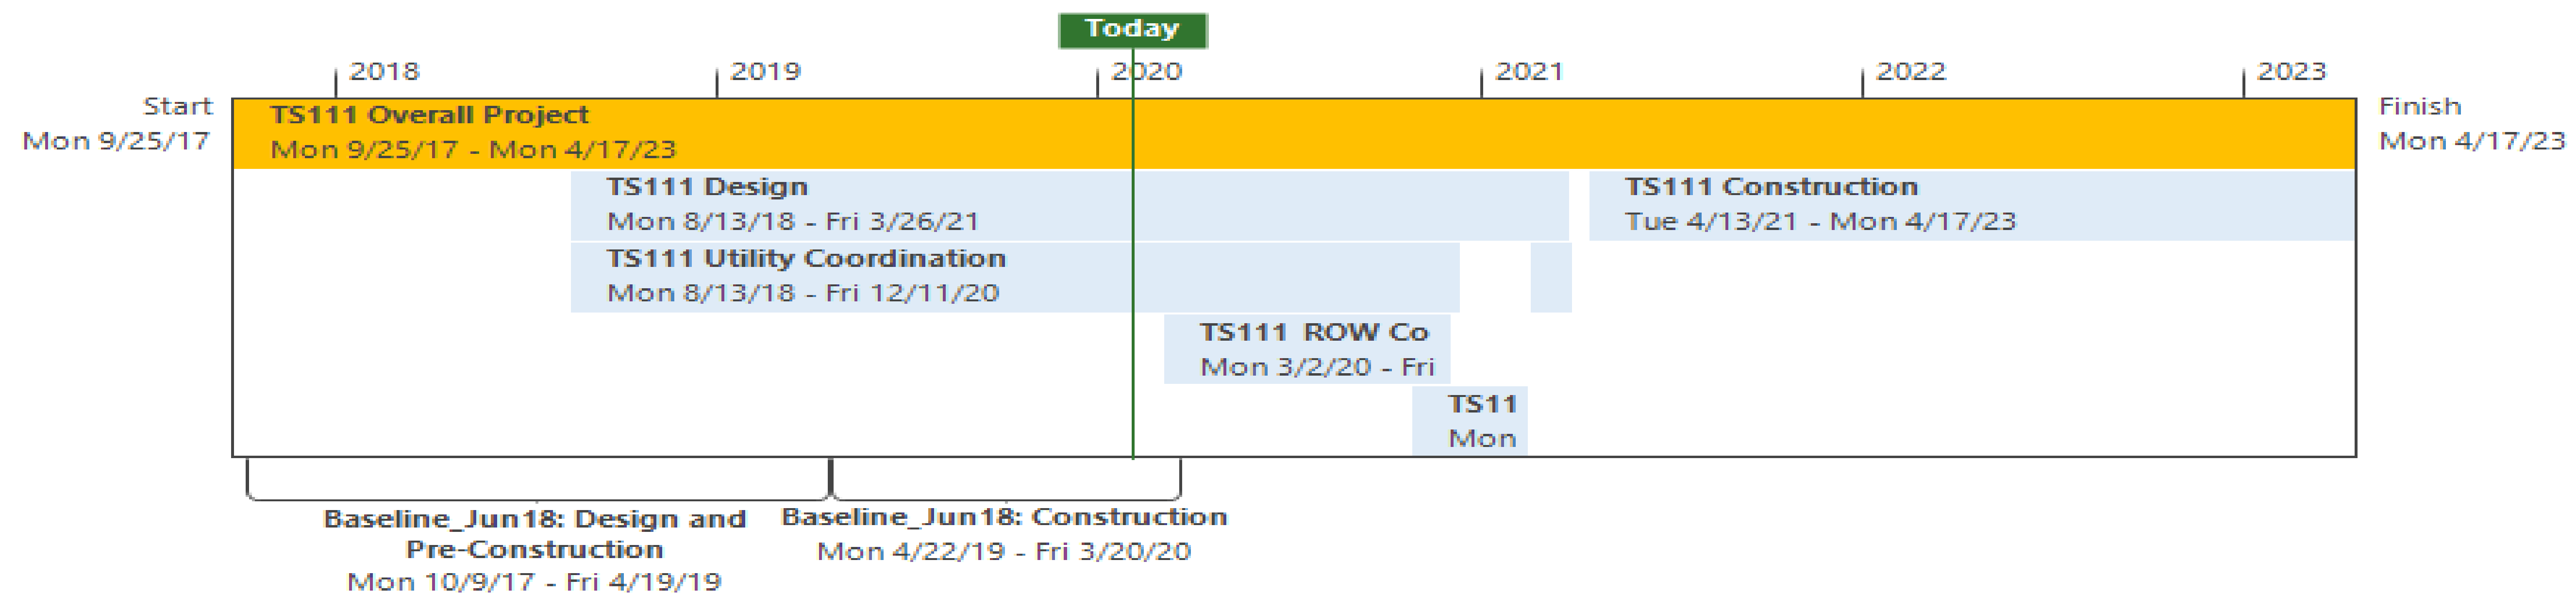 Today
2018 2019 2020 2021 2022 2023
Start
Mon 9/25/17
TS111 Overall Project
Mon 9/25/17 - Mon 4/17/23
Finish
Mon 4/17/23
TS111 Design
Mon 8/13/18 - Fri 3/26/21
TS111 Construction
Tue 4/13/21 - Mon 4/17/23
TS111 Utility Coordination
Mon 8/13/18 - Fri 12/11/20
TS111 ROW Co
Mon 3/2/20 - Fri
TS11
Mon
Baseline_Jun18: Design and
Pre-Construction
Mon 10/9/17 - Fri 4/19/19
Baseline_Jun18: Construction
Mon 4/22/19 - Fri 3/20/20